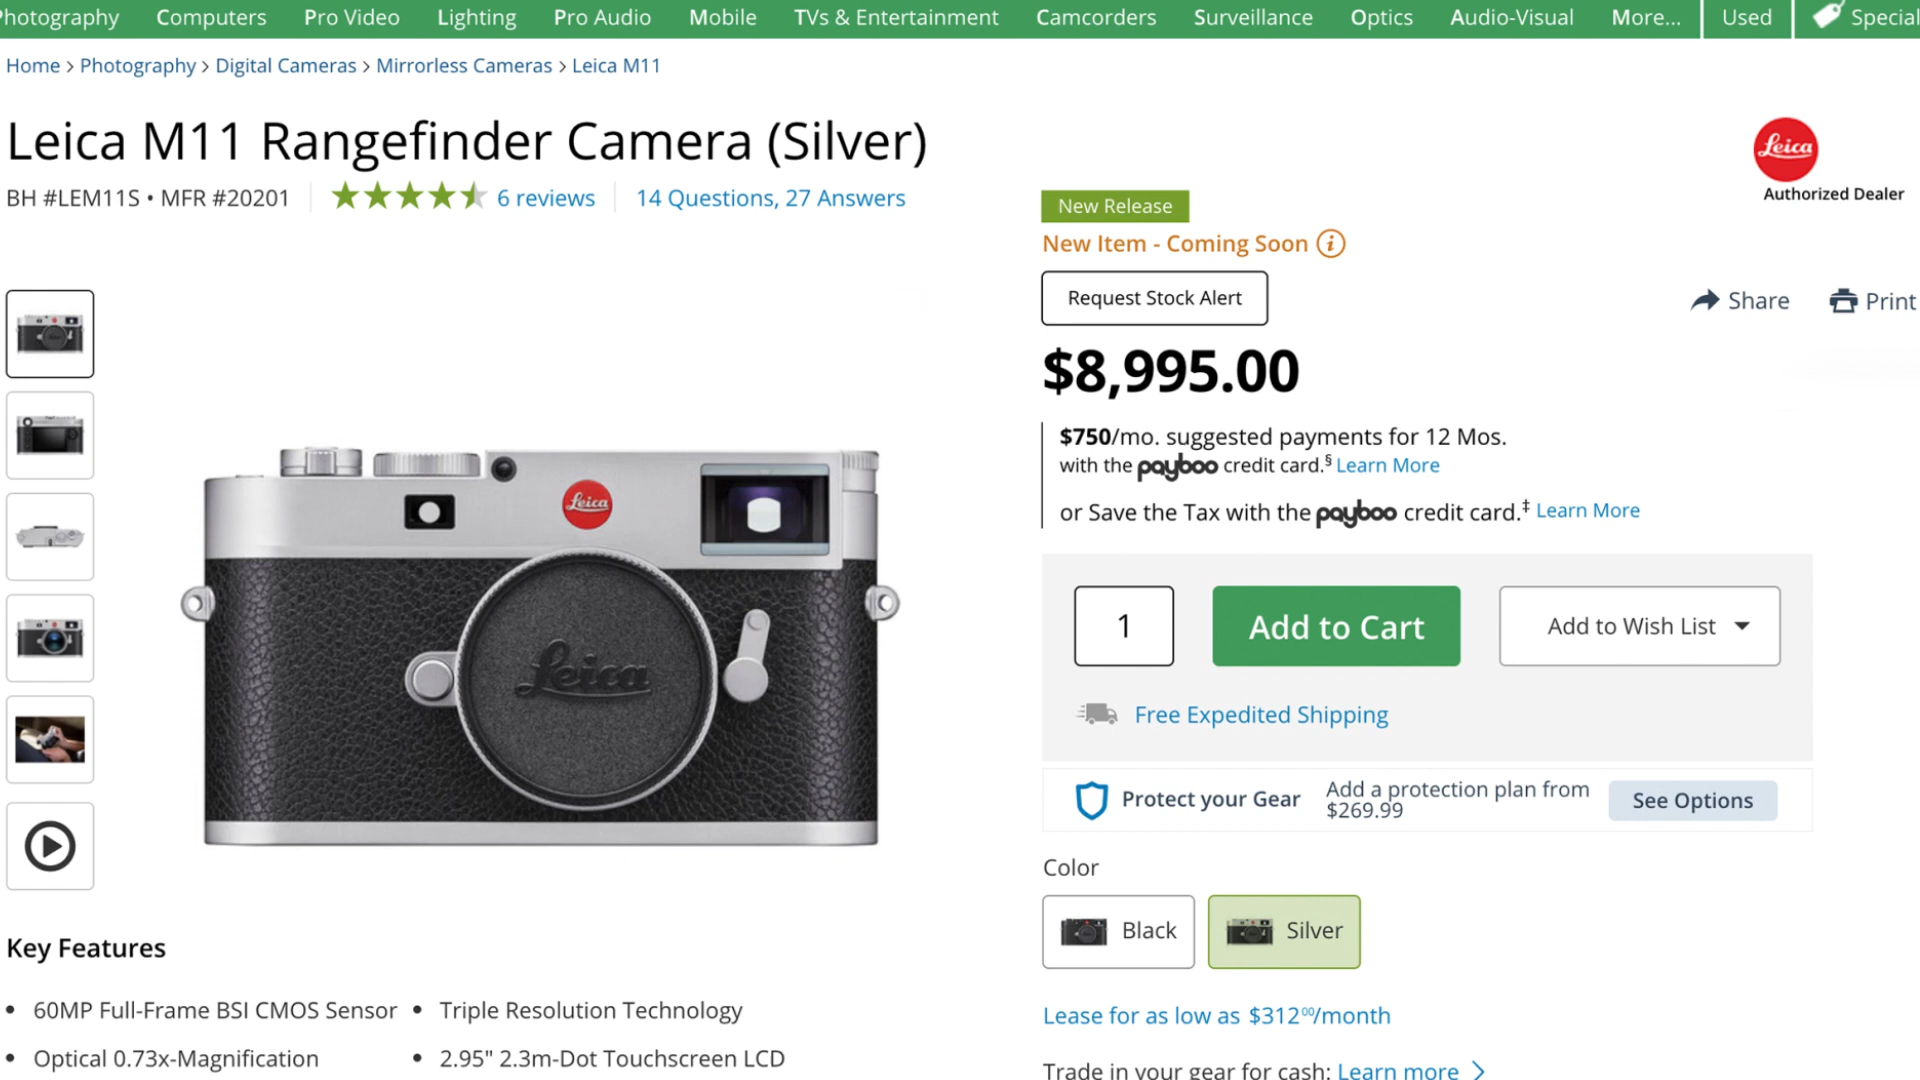 Photography Computers Pro Video Lighting Pro Audio Mobile TVs & Entertainment Camcorders Surveillance Optics Audio-Visual More... Used Special
Home > Photography > Digital Cameras > Mirrorless Cameras > Leica M11
Leica M11 Rangefinder Camera (Silver)
BH #LEM11S • MFR #20201
6 reviews
14 Questions, 27 Answers
Leica
Authorized Dealer
New Release
New Item - Coming Soon
Request Stock Alert
Share
Print
$8,995.00
$750/mo. suggested payments for 12 Mos.
with the payboo credit card.§ Learn More
or Save the Tax with the payboo credit card.‡ Learn More
Leica
Leica
1
Add to Cart
Add to Wish List
Free Expedited Shipping
Protect your Gear
Add a protection plan from
$269.99
See Options
Color
Black
Silver
Key Features
• 60MP Full-Frame BSI CMOS Sensor
• Triple Resolution Technology
• Optical 0.73x-Magnification
• 2.95" 2.3m-Dot Touchscreen LCD
Lease for as low as $312⁰⁰/month
Trade in your gear for cash: Learn more >